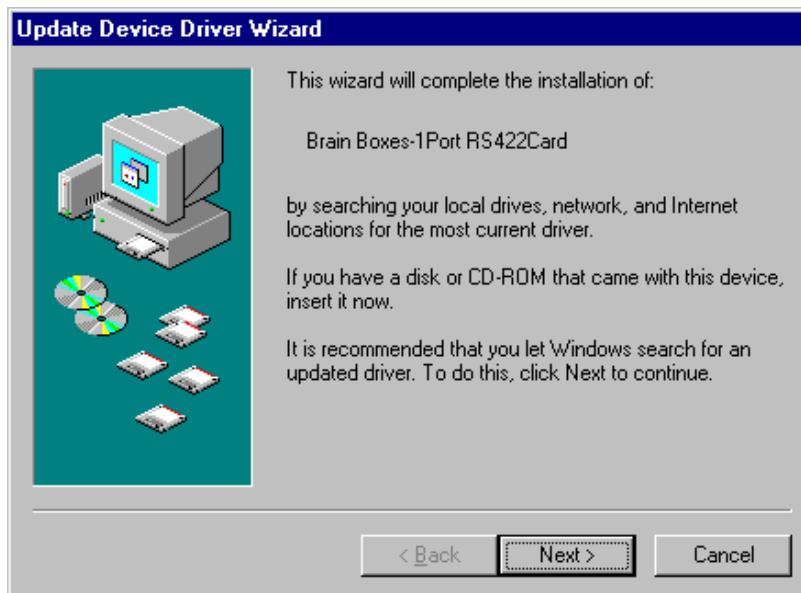 Update Device Driver Wizard
This wizard will complete the installation of:
Brain Boxes-1Port RS422Card
by searching your local drives, network, and Internet
locations for the most current driver.
If you have a disk or CD-ROM that came with this device,
insert it now.
It is recommended that you let Windows search for an
updated driver. To do this, click Next to continue.
< Back
Next >
Cancel